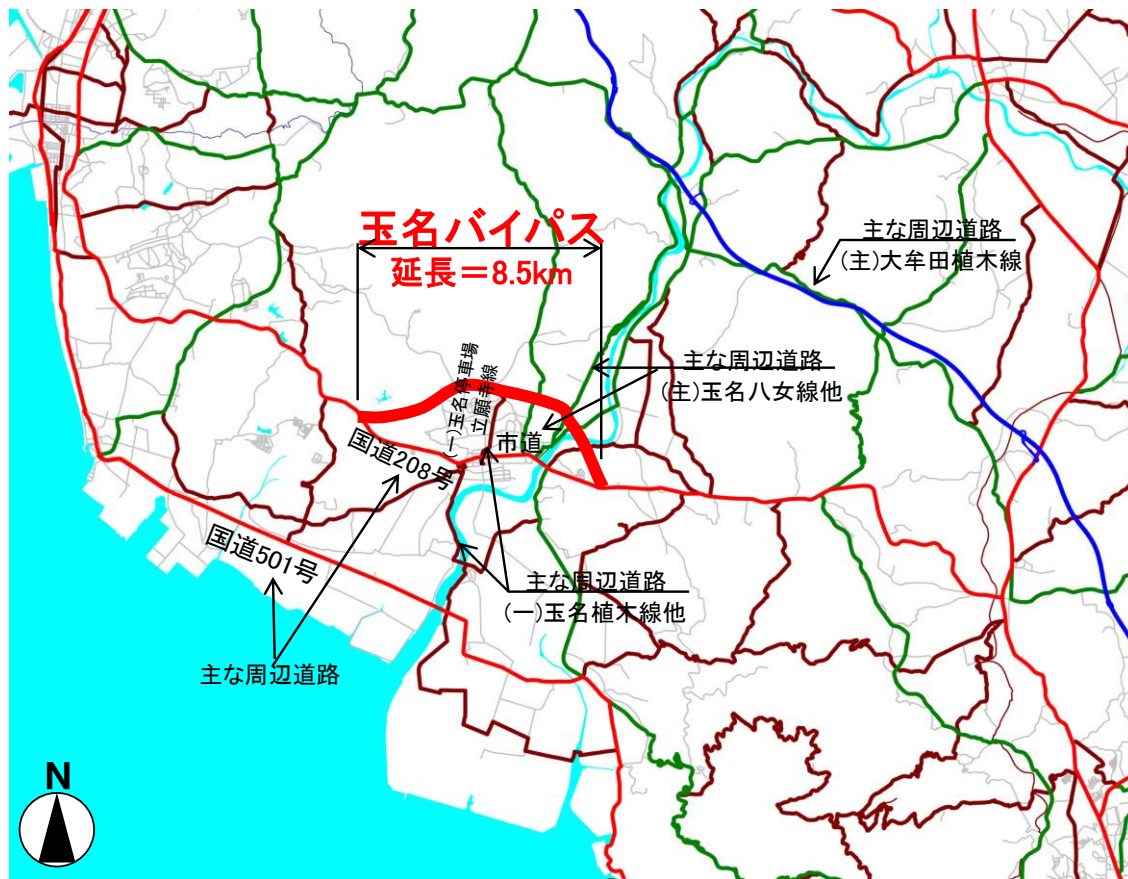 玉名バイパス
延長=8.5km
主な周辺道路
(主)大牟田植木線
(一)玉名停車場
立願寺線
主な周辺道路
(主)玉名八女線他
市道
国道208号
国道501号
主な周辺道路
(一)玉名植木線他
主な周辺道路
N